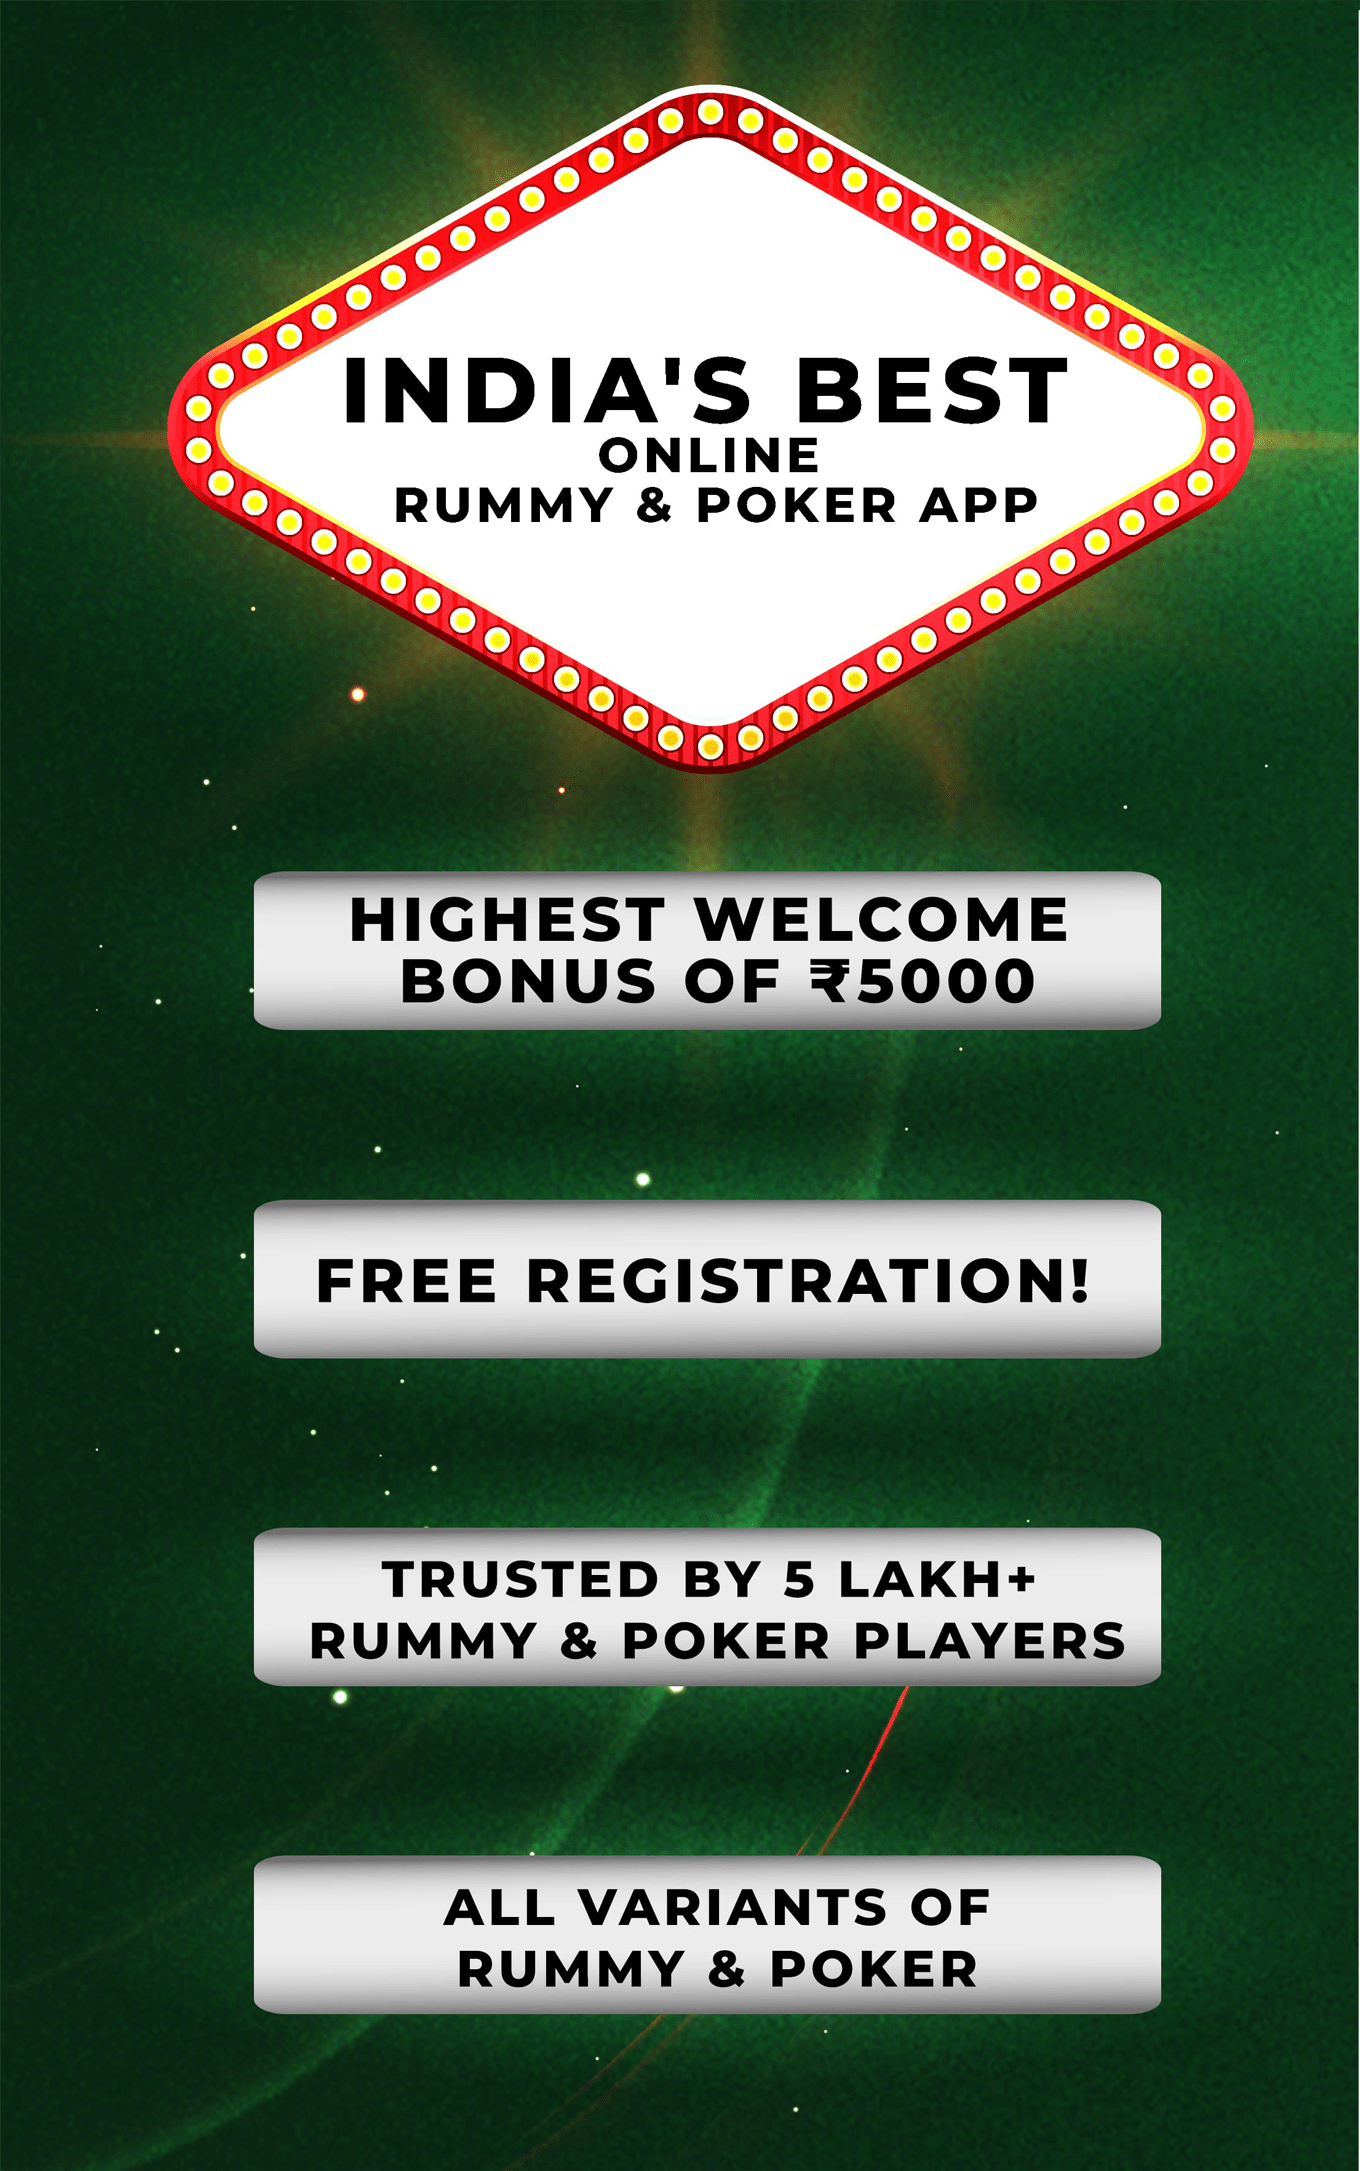 INDIA'S BEST
ONLINE
RUMMY & POKER APP
HIGHEST WELCOME
BONUS OF ₹5000
FREE REGISTRATION!
TRUSTED BY 5 LAKH+
RUMMY & POKER PLAYERS
ALL VARIANTS OF
RUMMY & POKER